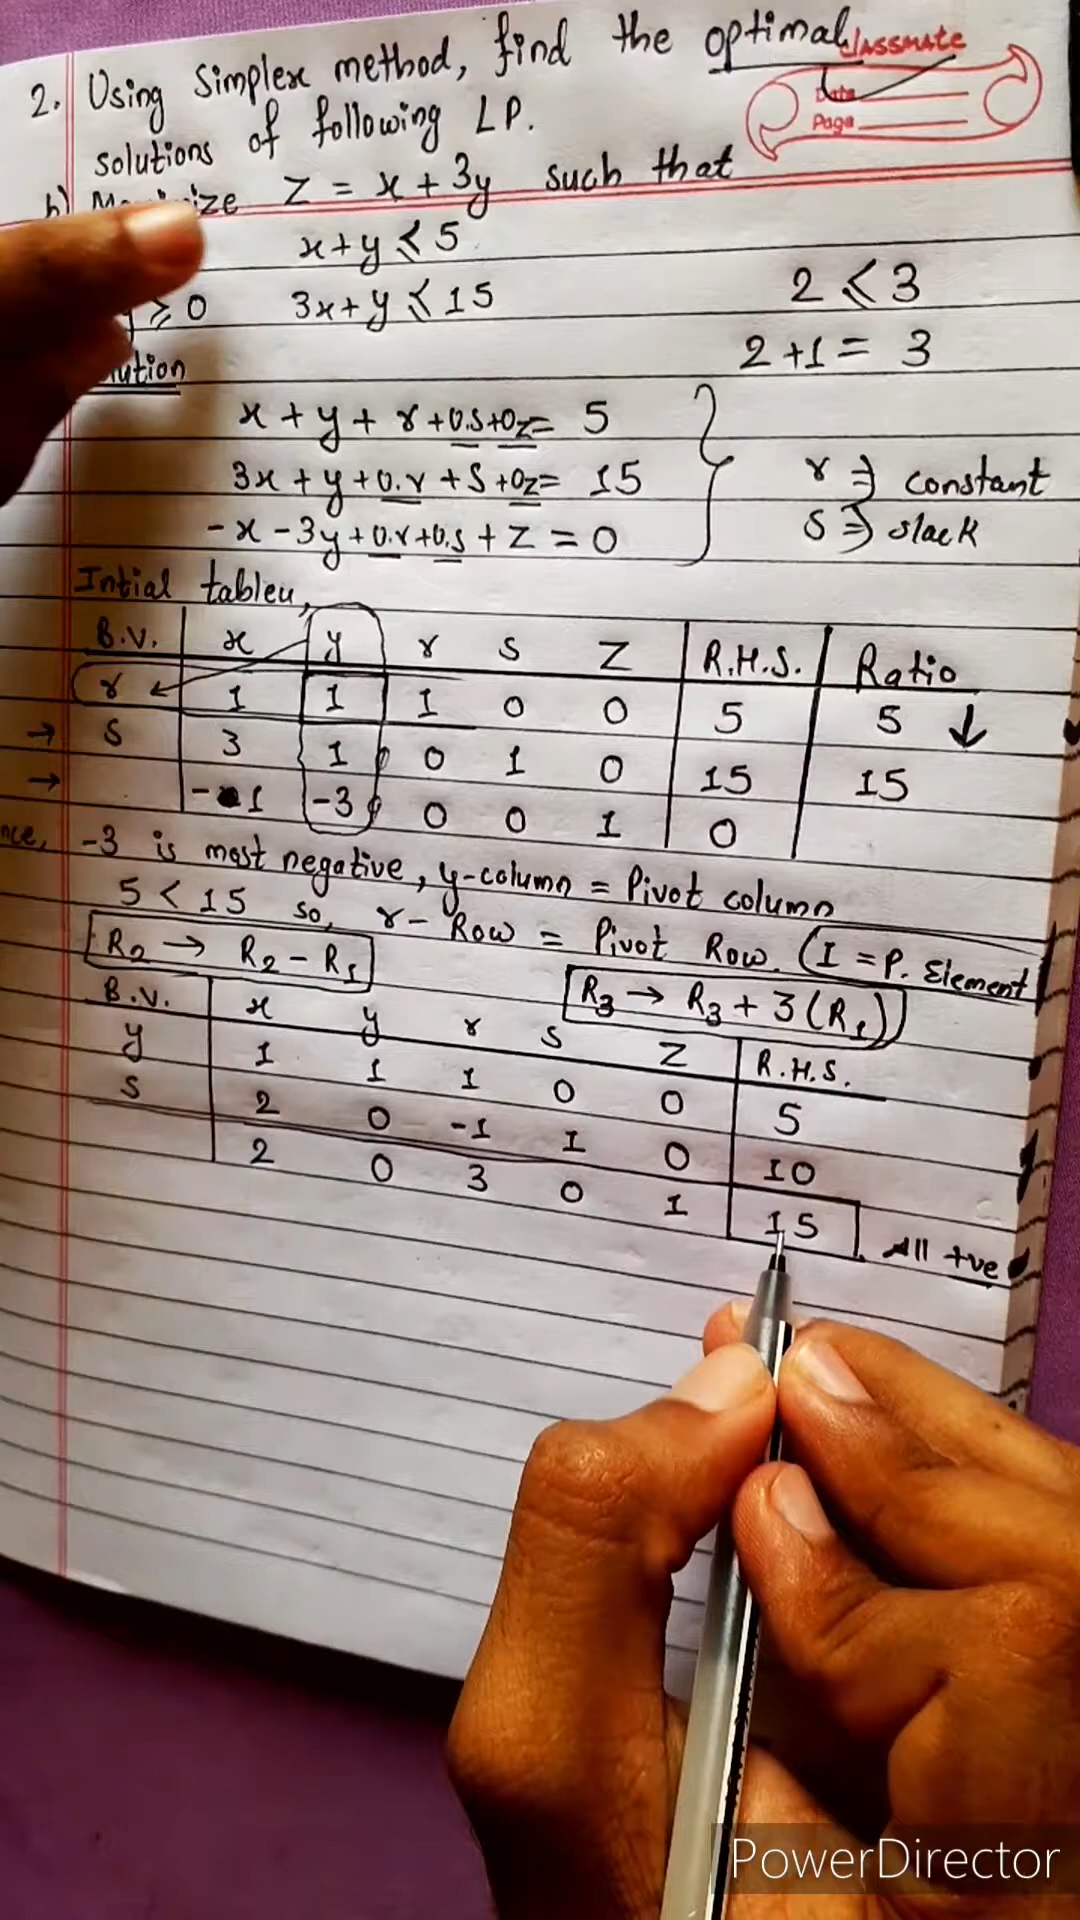 2. Using Simplex method, find the optimal
classmate
Date
Page
solutions of following LP.
Z = x + 3y such that
x + y ⩽ 5
y ⩾ 0 3x + y ⩽ 15
2 ⩽ 3
2 + 1 = 3
x + y + r + 0.s + 0z = 5
3x + y + 0.r + s + 0z = 15
-x - 3y + 0.r + 0.s + z = 0
r ⇒ constant
s ⇒ slack
Intial tableu,
B.V. x y r s Z R.H.S. Ratio
r 1 1 1 0 0 5 5 ↓
→ s 3 1 0 1 0 15 15
→ -1 -3 0 0 1 0
-3 is most negative, y-column = Pivot column
5 < 15 so, r-Row = Pivot Row. (1 = P. Element
R2 → R2 - R1
R3 → R3 + 3(R1)
B.V. x y r s Z R.H.S.
y 1 1 1 0 0 5
s 2 0 -1 1 0 10
2 0 3 0 1 15 All +ve
PowerDirector